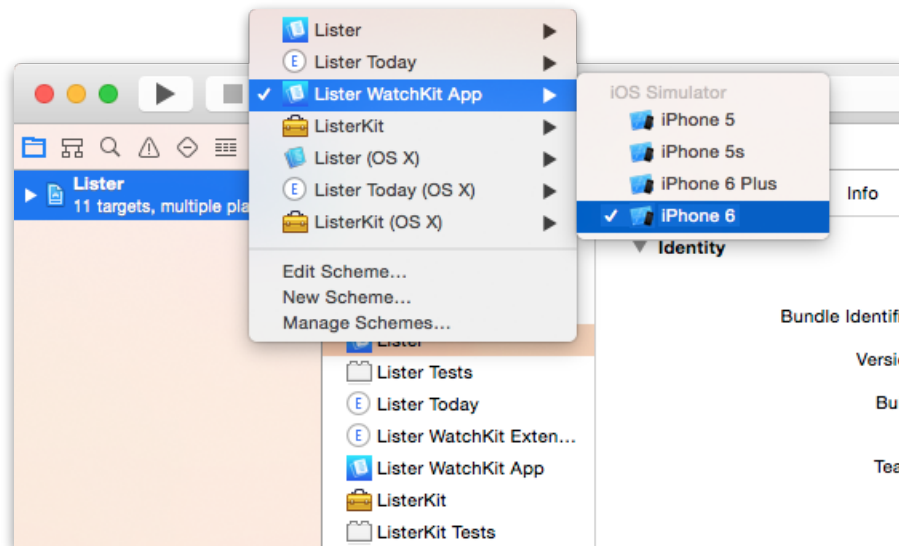 Lister
Lister Today
Lister WatchKit App
ListerKit
Lister (OS X)
Lister Today (OS X)
ListerKit (OS X)
Edit Scheme...
New Scheme...
Manage Schemes...
iOS Simulator
iPhone 5
iPhone 5s
iPhone 6 Plus
iPhone 6
Lister
11 targets, multiple pla
Info
Identity
Bundle Identifi
Versi
Bu
Tea
Lister
Lister Tests
E Lister Today
E Lister WatchKit Exten...
Lister WatchKit App
ListerKit
ListerKit Tests